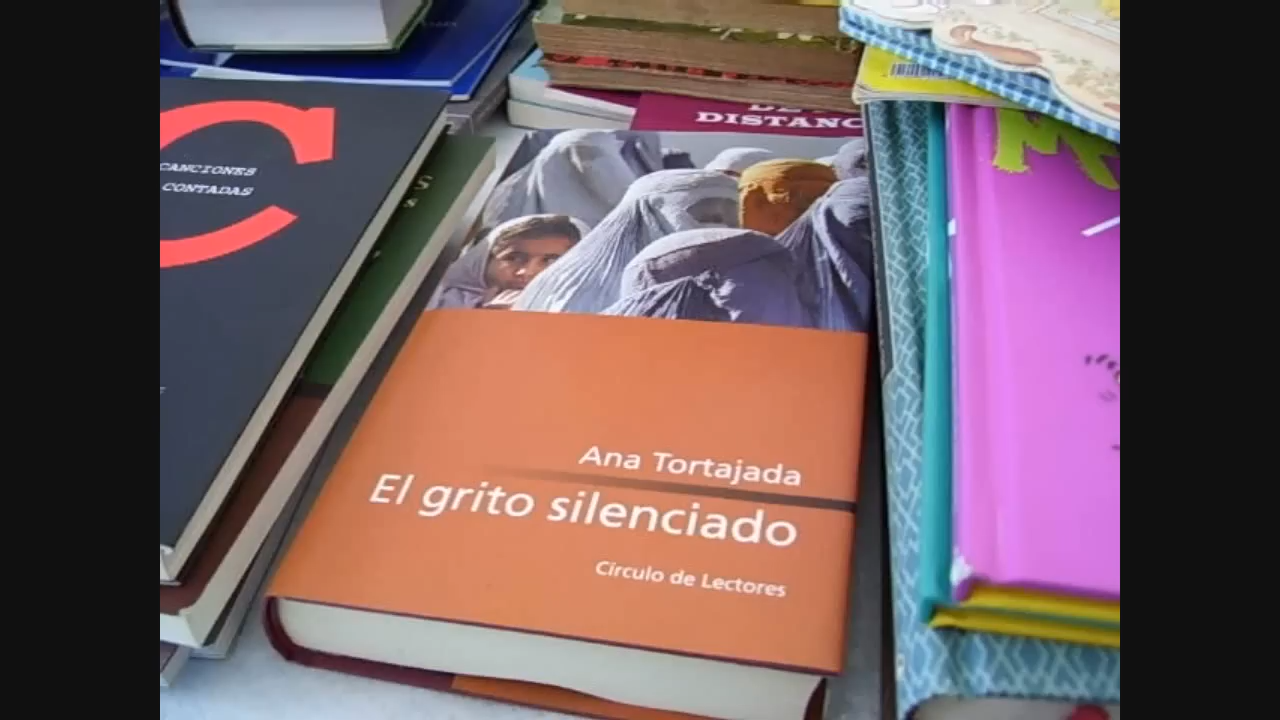 DISTANC
CANCIONES
CONTADAS
C
M
Ana Tortajada
El grito silenciado
Círculo de Lectores